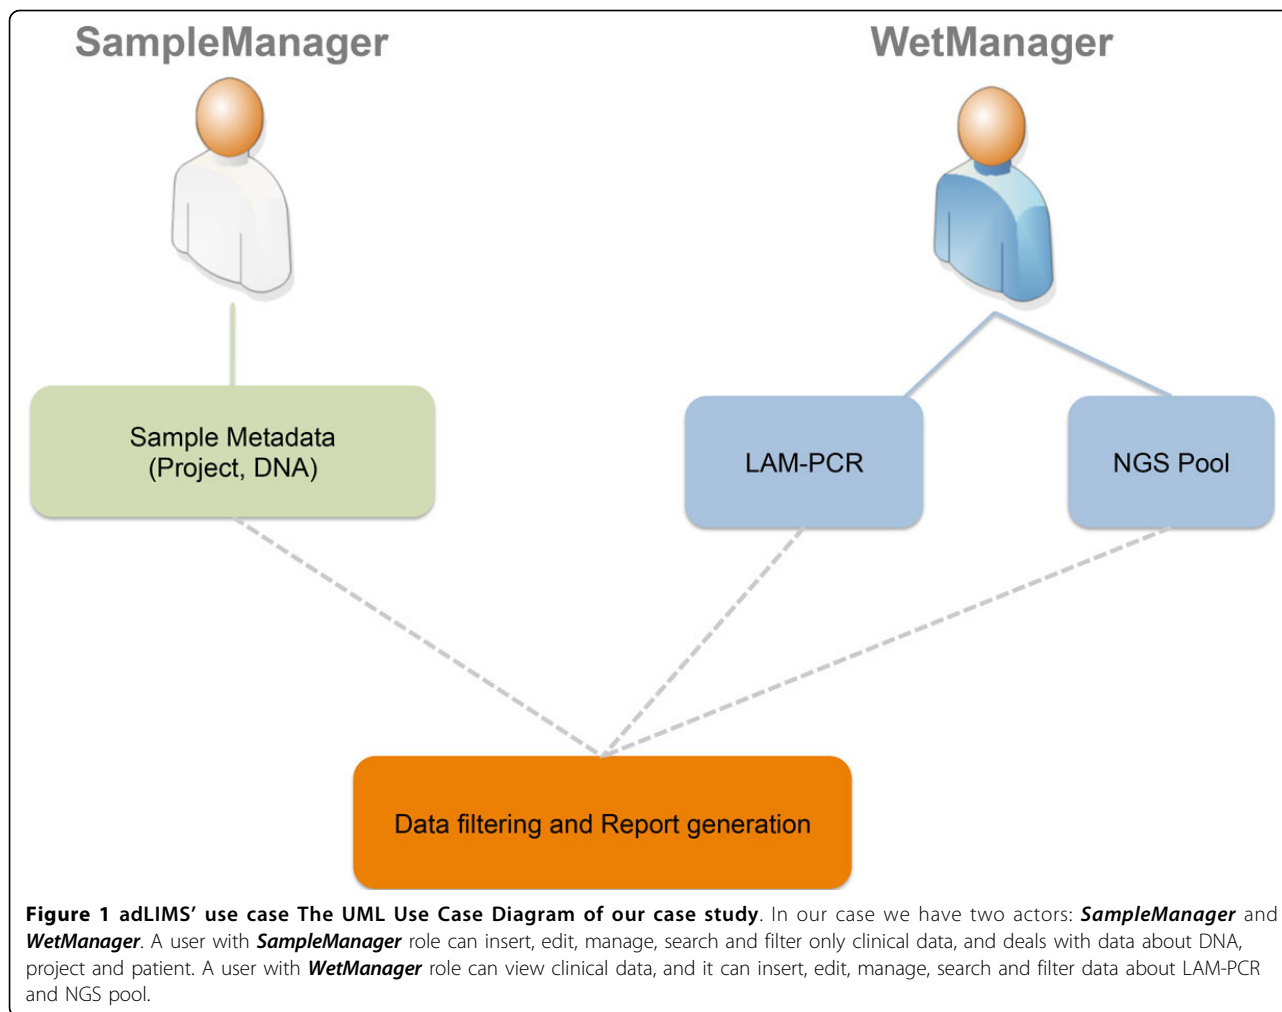 SampleManager
WetManager
Sample Metadata
(Project, DNA)
LAM-PCR
NGS Pool
Data filtering and Report generation
Figure 1 adLIMS’ use case The UML Use Case Diagram of our case study. In our case we have two actors: SampleManager and
WetManager. A user with SampleManager role can insert, edit, manage, search and filter only clinical data, and deals with data about DNA,
project and patient. A user with WetManager role can view clinical data, and it can insert, edit, manage, search and filter data about LAM-PCR
and NGS pool.